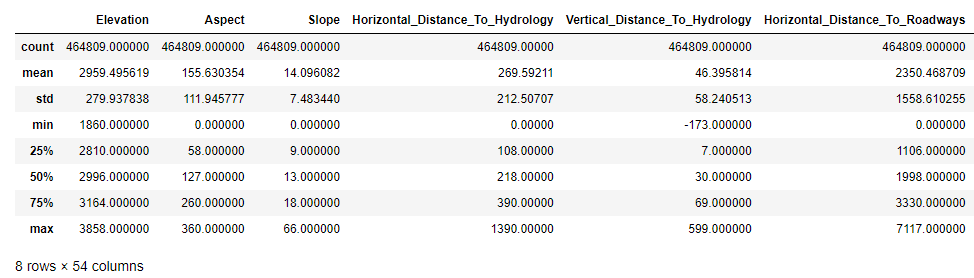 Elevation Aspect Slope Horizontal_Distance_To_Hydrology Vertical_Distance_To_Hydrology Horizontal_Distance_To_Roadways
count 464809.000000 464809.000000 464809.000000 464809.00000 464809.000000 464809.000000
mean 2959.495619 155.630354 14.096082 269.59211 46.395814 2350.468709
std 279.937838 111.945777 7.483440 212.50707 58.240513 1558.610255
min 1860.000000 0.000000 0.000000 0.00000 -173.000000 0.000000
25% 2810.000000 58.000000 9.000000 108.00000 7.000000 1106.000000
50% 2996.000000 127.000000 13.000000 218.00000 30.000000 1998.000000
75% 3164.000000 260.000000 18.000000 390.00000 69.000000 3330.000000
max 3858.000000 360.000000 66.000000 1390.00000 599.000000 7117.000000
8 rows × 54 columns